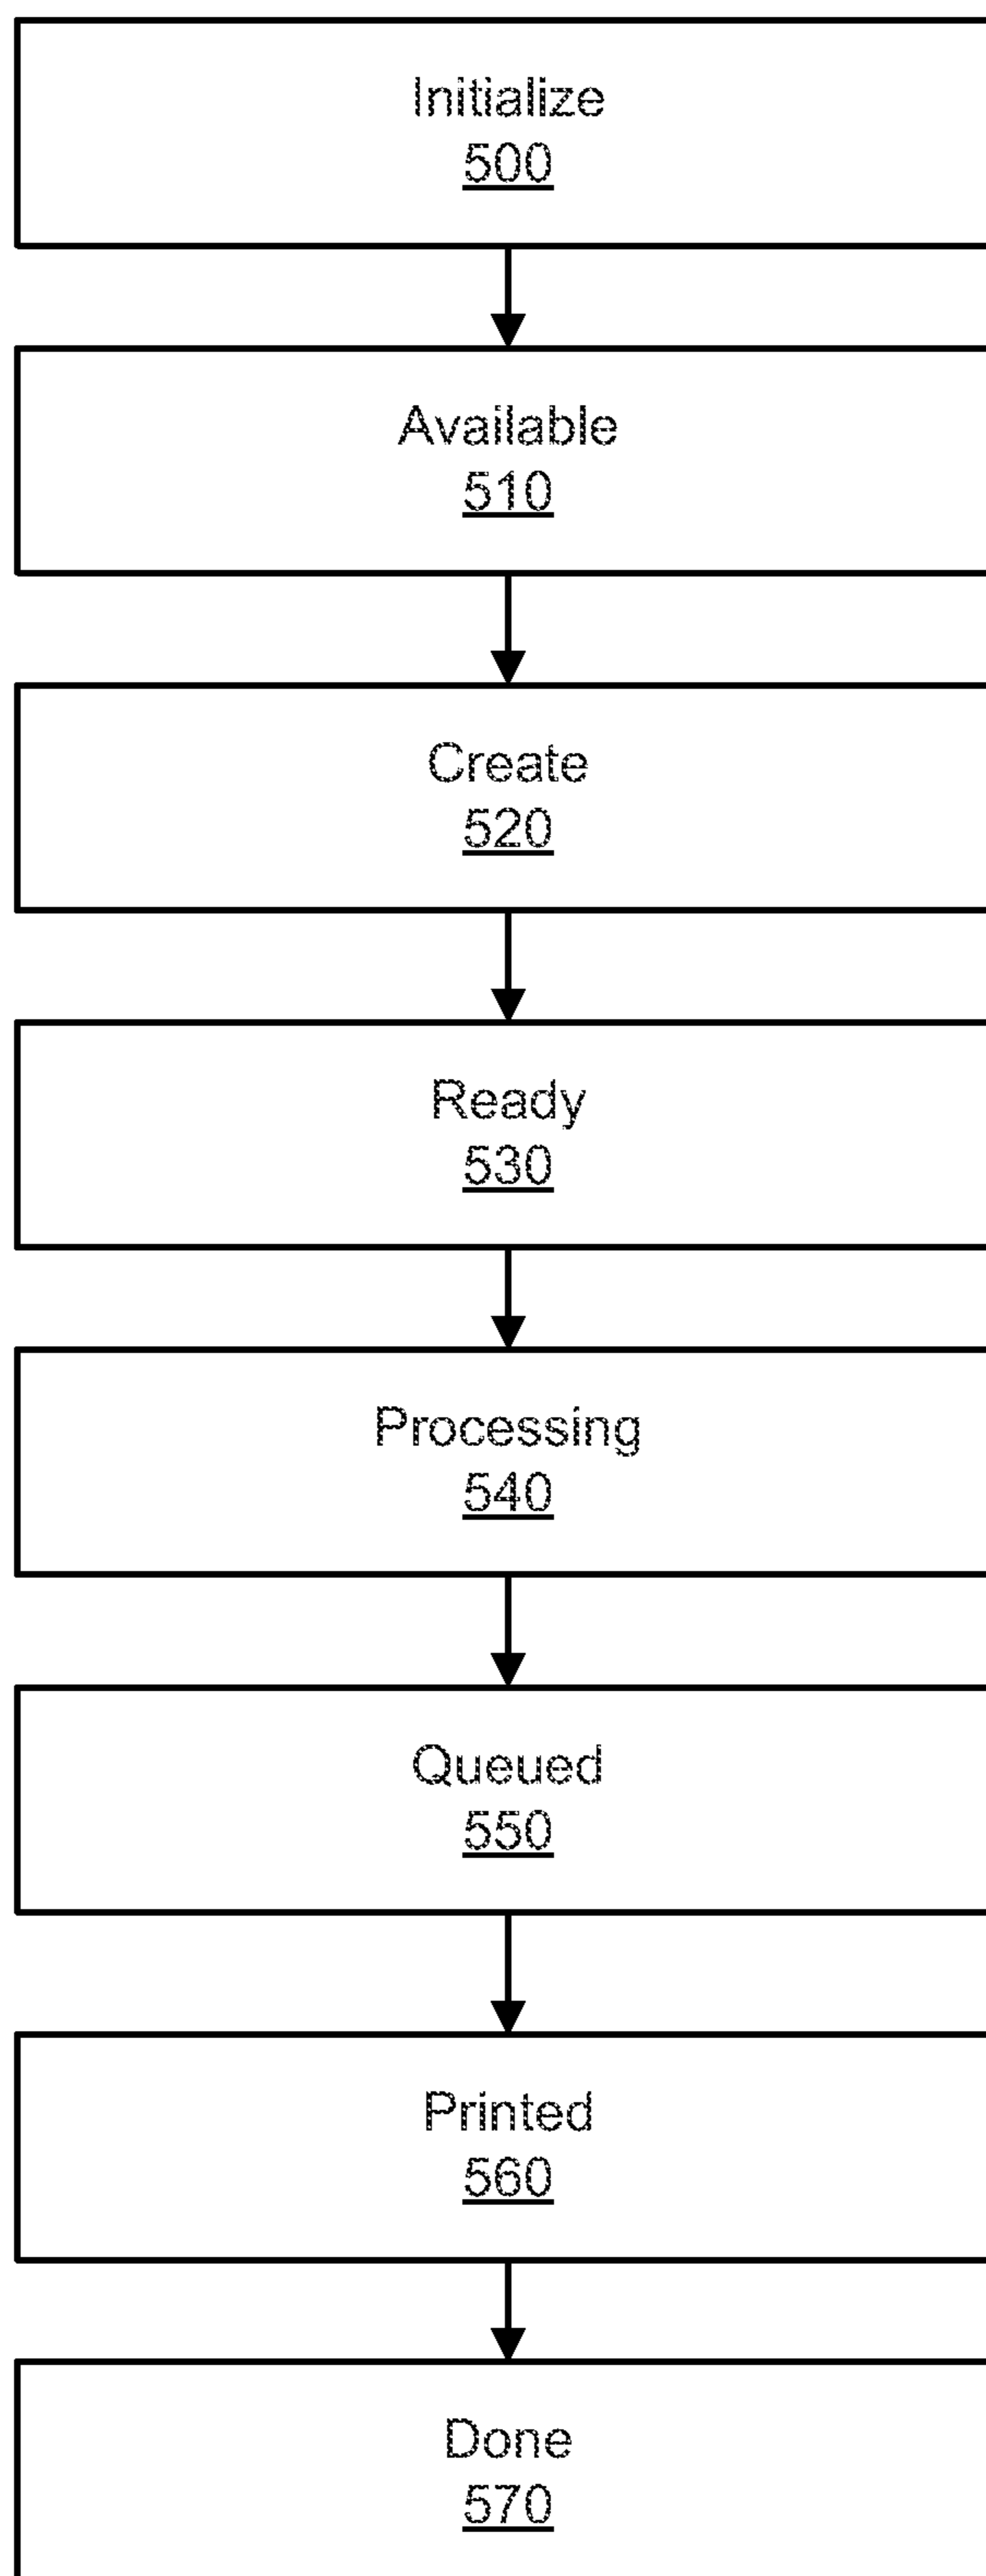 Initialize
500
Available
510
Create
520
Ready
530
Processing
540
Queued
550
Printed
560
Done
570